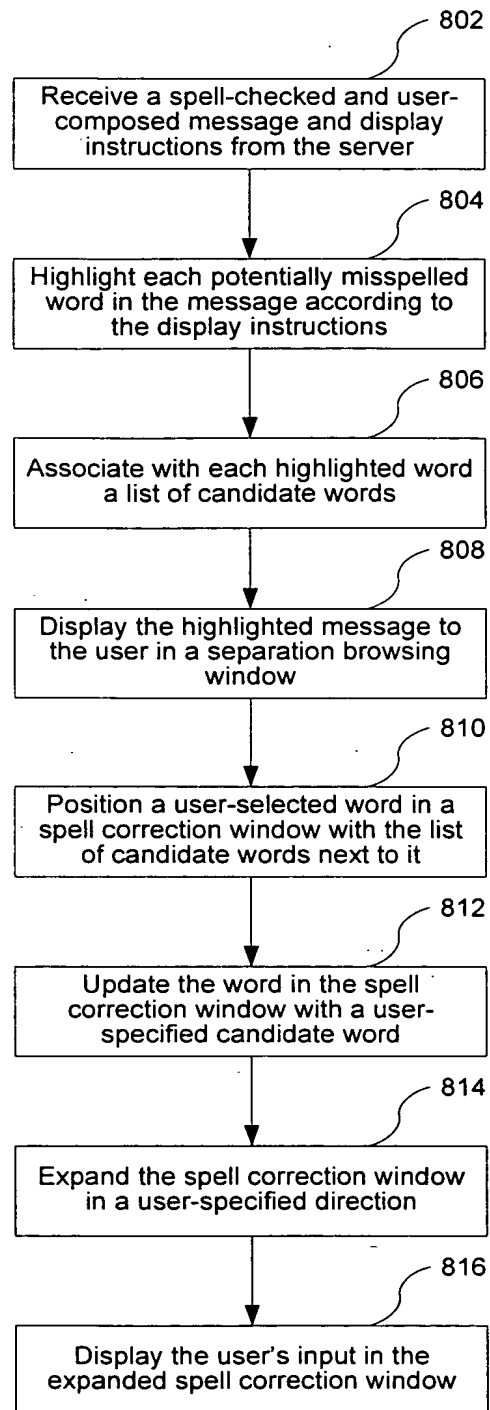 802
Receive a spell-checked and user-
composed message and display
instructions from the server
804
Highlight each potentially misspelled
word in the message according to
the display instructions
806
Associate with each highlighted word
a list of candidate words
808
Display the highlighted message to
the user in a separation browsing
window
810
Position a user-selected word in a
spell correction window with the list
of candidate words next to it
812
Update the word in the spell
correction window with a user-
specified candidate word
814
Expand the spell correction window
in a user-specified direction
816
Display the user's input in the
expanded spell correction window